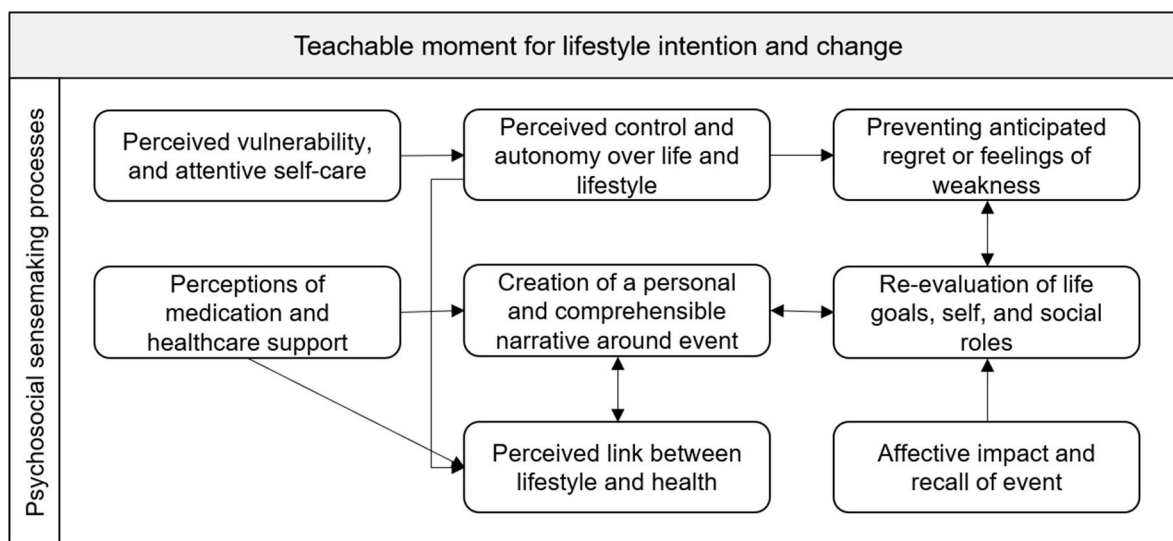 Teachable moment for lifestyle intention and change
Psychosocial sensemaking processes
Perceived vulnerability,
and attentive self-care
Perceived control and
autonomy over life and
lifestyle
Preventing anticipated
regret or feelings of
weakness
Perceptions of
medication and
healthcare support
Creation of a personal
and comprehensible
narrative around event
Re-evaluation of life
goals, self, and social
roles
Perceived link between
lifestyle and health
Affective impact and
recall of event